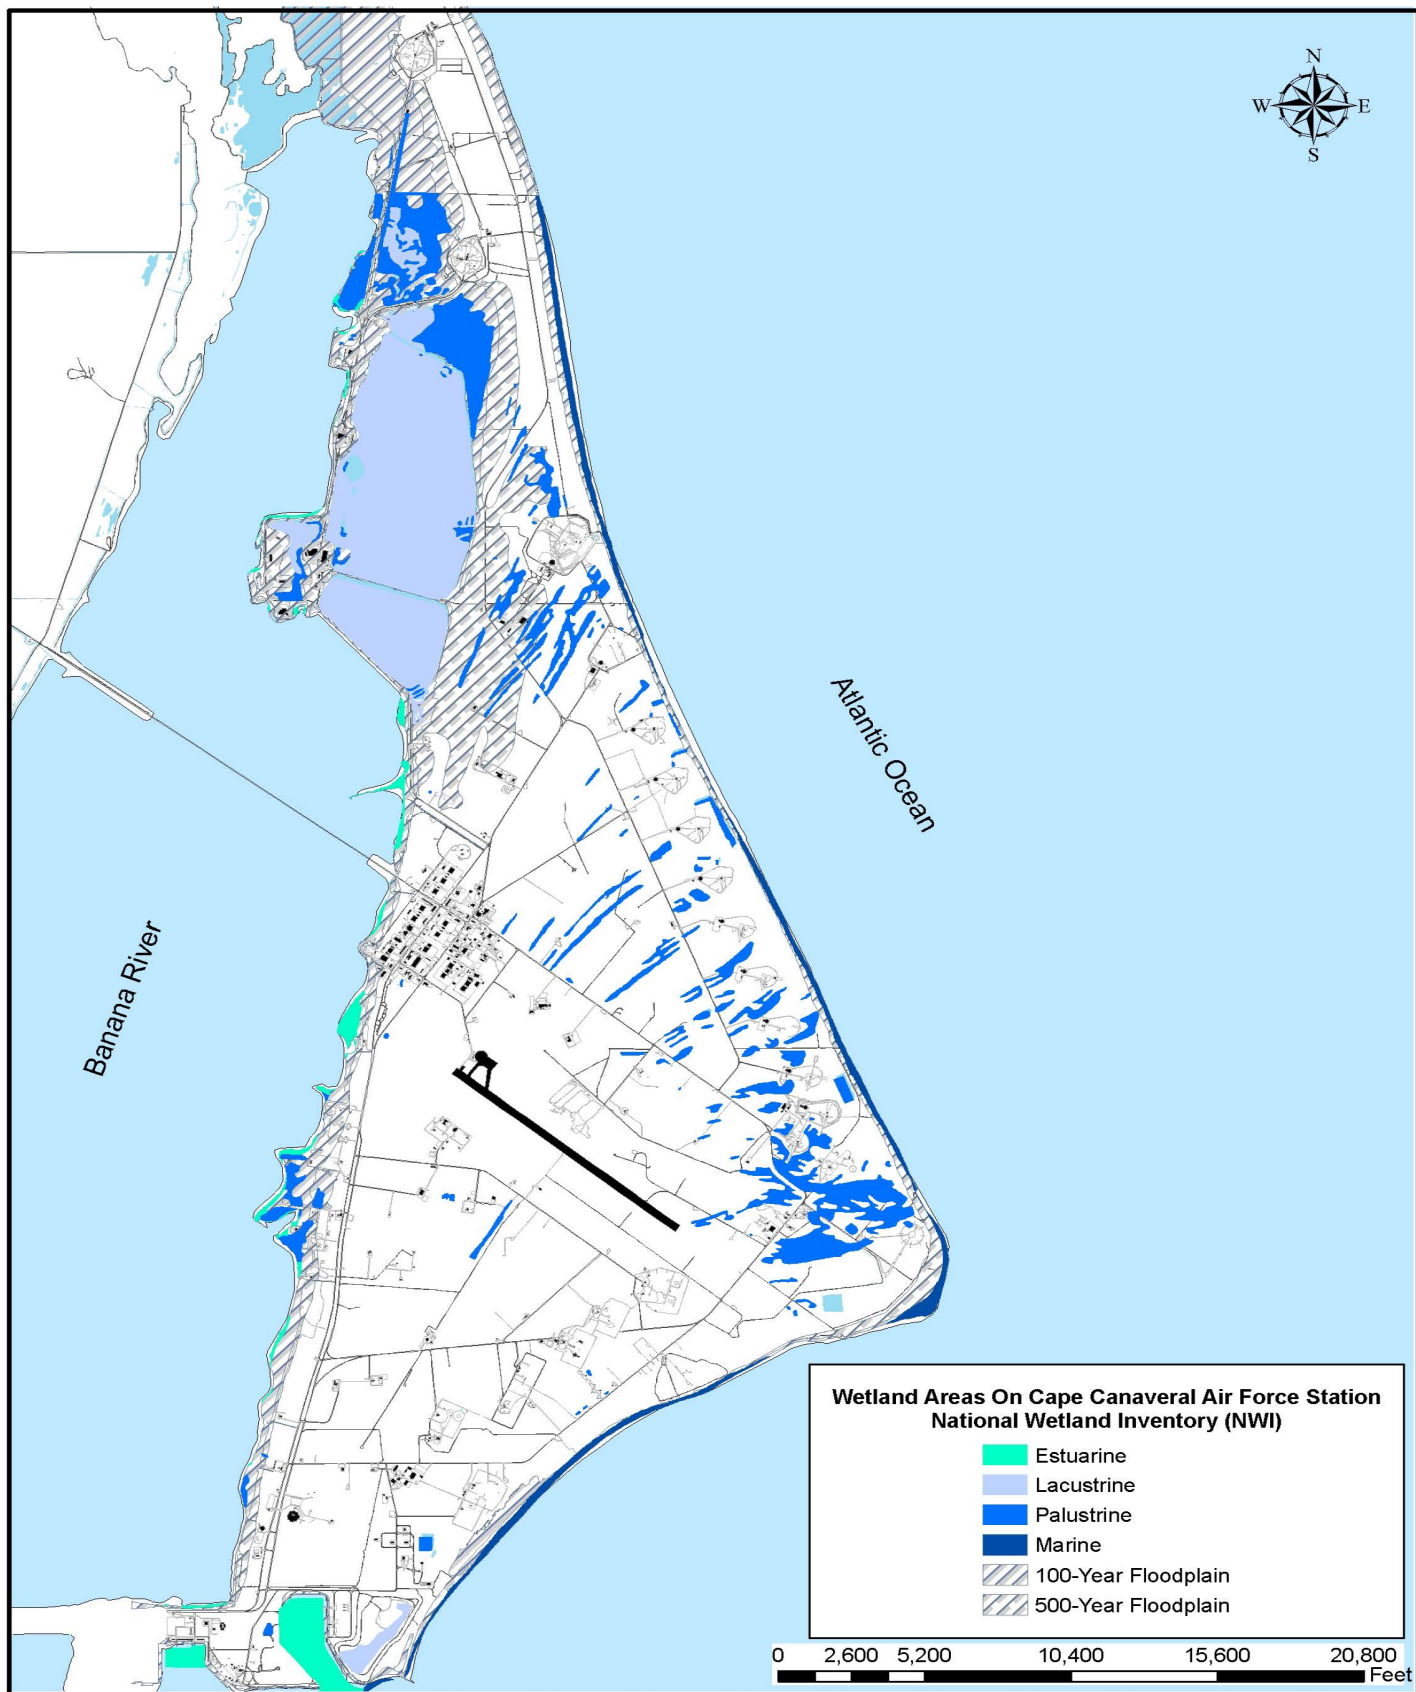 N
W E
S
Atlantic Ocean
Banana River
Wetland Areas On Cape Canaveral Air Force Station
National Wetland Inventory (NWI)
Estuarine
Lacustrine
Palustrine
Marine
100-Year Floodplain
500-Year Floodplain
0 2,600 5,200 10,400 15,600 20,800
Feet